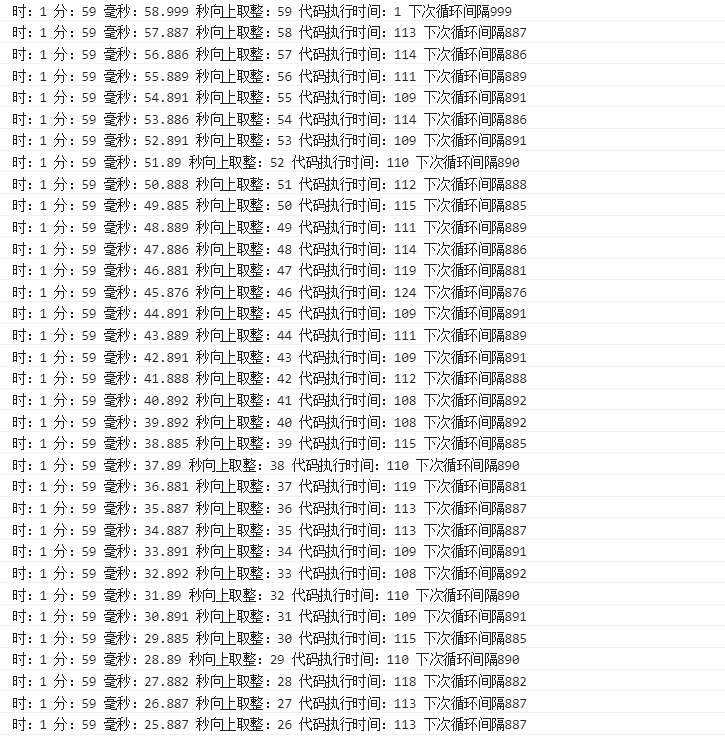 时：1 分：59 毫秒：58.999 秒向上取整：59 代码执行时间：1 下次循环间隔999
时：1 分：59 毫秒：57.887 秒向上取整：58 代码执行时间：113 下次循环间隔887
时：1 分：59 毫秒：56.886 秒向上取整：57 代码执行时间：114 下次循环间隔886
时：1 分：59 毫秒：55.889 秒向上取整：56 代码执行时间：111 下次循环间隔889
时：1 分：59 毫秒：54.891 秒向上取整：55 代码执行时间：109 下次循环间隔891
时：1 分：59 毫秒：53.886 秒向上取整：54 代码执行时间：114 下次循环间隔886
时：1 分：59 毫秒：52.891 秒向上取整：53 代码执行时间：109 下次循环间隔891
时：1 分：59 毫秒：51.89 秒向上取整：52 代码执行时间：110 下次循环间隔890
时：1 分：59 毫秒：50.888 秒向上取整：51 代码执行时间：112 下次循环间隔888
时：1 分：59 毫秒：49.885 秒向上取整：50 代码执行时间：115 下次循环间隔885
时：1 分：59 毫秒：48.889 秒向上取整：49 代码执行时间：111 下次循环间隔889
时：1 分：59 毫秒：47.886 秒向上取整：48 代码执行时间：114 下次循环间隔886
时：1 分：59 毫秒：46.881 秒向上取整：47 代码执行时间：119 下次循环间隔881
时：1 分：59 毫秒：45.876 秒向上取整：46 代码执行时间：124 下次循环间隔876
时：1 分：59 毫秒：44.891 秒向上取整：45 代码执行时间：109 下次循环间隔891
时：1 分：59 毫秒：43.889 秒向上取整：44 代码执行时间：111 下次循环间隔889
时：1 分：59 毫秒：42.891 秒向上取整：43 代码执行时间：109 下次循环间隔891
时：1 分：59 毫秒：41.888 秒向上取整：42 代码执行时间：112 下次循环间隔888
时：1 分：59 毫秒：40.892 秒向上取整：41 代码执行时间：108 下次循环间隔892
时：1 分：59 毫秒：39.892 秒向上取整：40 代码执行时间：108 下次循环间隔892
时：1 分：59 毫秒：38.885 秒向上取整：39 代码执行时间：115 下次循环间隔885
时：1 分：59 毫秒：37.89 秒向上取整：38 代码执行时间：110 下次循环间隔890
时：1 分：59 毫秒：36.881 秒向上取整：37 代码执行时间：119 下次循环间隔881
时：1 分：59 毫秒：35.887 秒向上取整：36 代码执行时间：113 下次循环间隔887
时：1 分：59 毫秒：34.887 秒向上取整：35 代码执行时间：113 下次循环间隔887
时：1 分：59 毫秒：33.891 秒向上取整：34 代码执行时间：109 下次循环间隔891
时：1 分：59 毫秒：32.892 秒向上取整：33 代码执行时间：108 下次循环间隔892
时：1 分：59 毫秒：31.89 秒向上取整：32 代码执行时间：110 下次循环间隔890
时：1 分：59 毫秒：30.891 秒向上取整：31 代码执行时间：109 下次循环间隔891
时：1 分：59 毫秒：29.885 秒向上取整：30 代码执行时间：115 下次循环间隔885
时：1 分：59 毫秒：28.89 秒向上取整：29 代码执行时间：110 下次循环间隔890
时：1 分：59 毫秒：27.882 秒向上取整：28 代码执行时间：118 下次循环间隔882
时：1 分：59 毫秒：26.887 秒向上取整：27 代码执行时间：113 下次循环间隔887
时：1 分：59 毫秒：25.887 秒向上取整：26 代码执行时间：113 下次循环间隔887